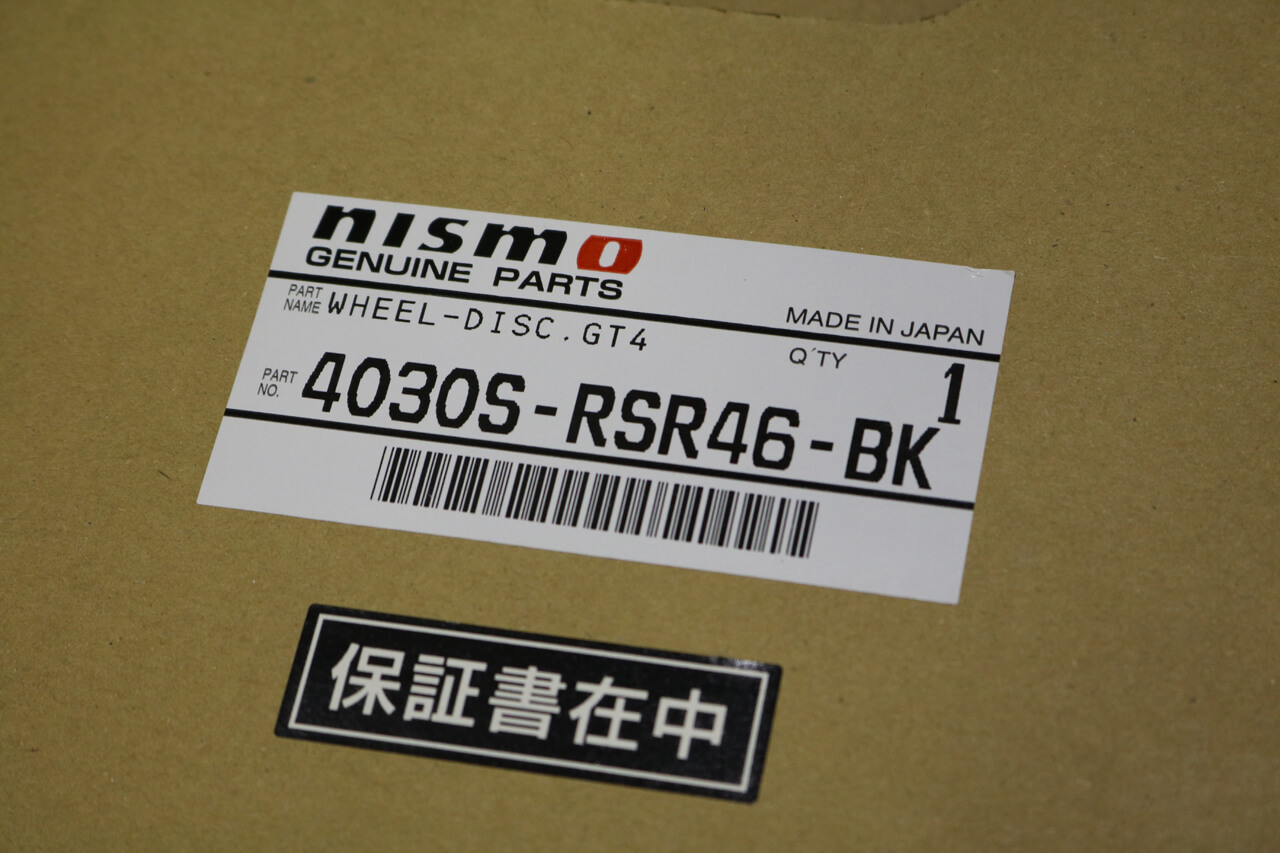 nismo
GENUINE PARTS
MADE IN JAPAN
PART NAME WHEEL-DISC.GT4
Q'TY 1
PART NO. 4030S-RSR46-BK
保証書在中